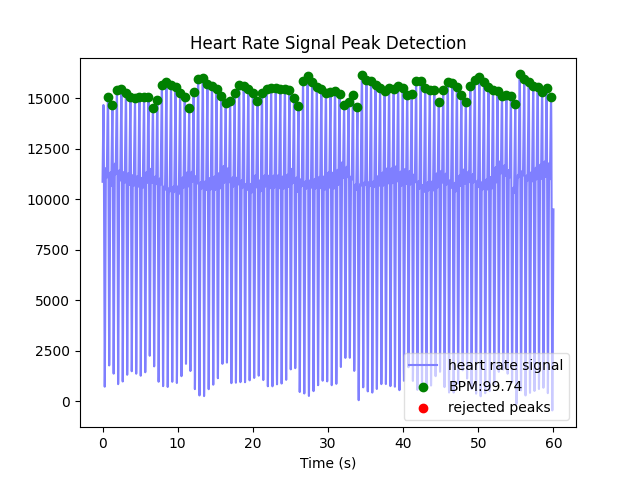 Heart Rate Signal Peak Detection
15000
12500
10000
7500
5000
2500
0
heart rate signal
BPM:99.74
rejected peaks
0 10 20 30 40 50 60
Time (s)